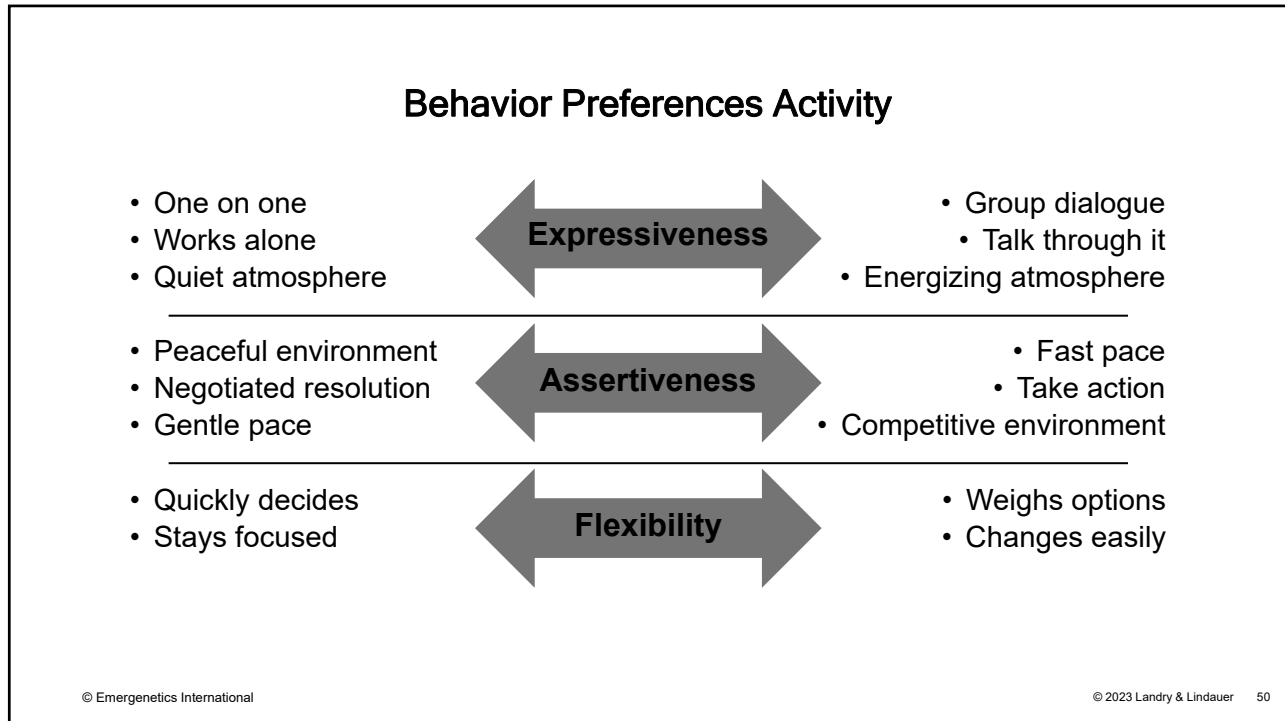 Behavior Preferences Activity
• One on one
• Works alone
• Quiet atmosphere
Expressiveness
• Group dialogue
• Talk through it
• Energizing atmosphere
• Peaceful environment
• Negotiated resolution
• Gentle pace
Assertiveness
• Fast pace
• Take action
• Competitive environment
• Quickly decides
• Stays focused
Flexibility
• Weighs options
• Changes easily
© Emergenetics International
© 2023 Landry & Lindauer 50